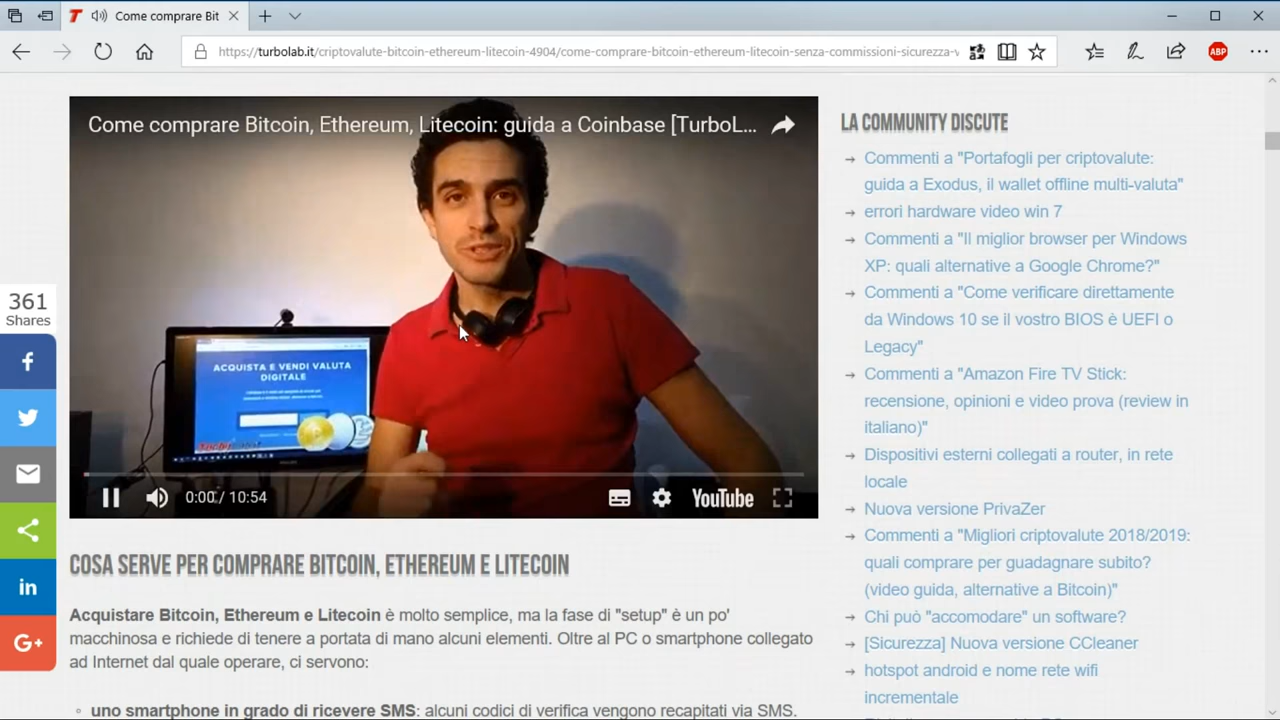 Come comprare Bit
https://turbolab.it/criptovalute-bitcoin-ethereum-litecoin-4904/come-comprare-bitcoin-ethereum-litecoin-senza-commissioni-sicurezza-v
ABP
Come comprare Bitcoin, Ethereum, Litecoin: guida a Coinbase [TurboL...
ACQUISTA E VENDI VALUTA
DIGITALE
0:00 / 10:54
YouTube
361
Shares
COSA SERVE PER COMPRARE BITCOIN, ETHEREUM E LITECOIN
Acquistare Bitcoin, Ethereum e Litecoin è molto semplice, ma la fase di "setup" è un po'
macchinosa e richiede di tenere a portata di mano alcuni elementi. Oltre al PC o smartphone collegato
ad Internet dal quale operare, ci servono:
uno smartphone in grado di ricevere SMS: alcuni codici di verifica vengono recapitati via SMS.
LA COMMUNITY DISCUTE
Commenti a "Portafogli per criptovalute:
guida a Exodus, il wallet offline multi-valuta"
errori hardware video win 7
Commenti a "Il miglior browser per Windows
XP: quali alternative a Google Chrome?"
Commenti a "Come verificare direttamente
da Windows 10 se il vostro BIOS è UEFI o
Legacy"
Commenti a "Amazon Fire TV Stick:
recensione, opinioni e video prova (review in
italiano)"
Dispositivi esterni collegati a router, in rete
locale
Nuova versione PrivaZer
Commenti a "Migliori criptovalute 2018/2019:
quali comprare per guadagnare subito?
(video guida, alternative a Bitcoin)"
Chi può "accomodare" un software?
[Sicurezza] Nuova versione CCleaner
hotspot android e nome rete wifi
incrementale